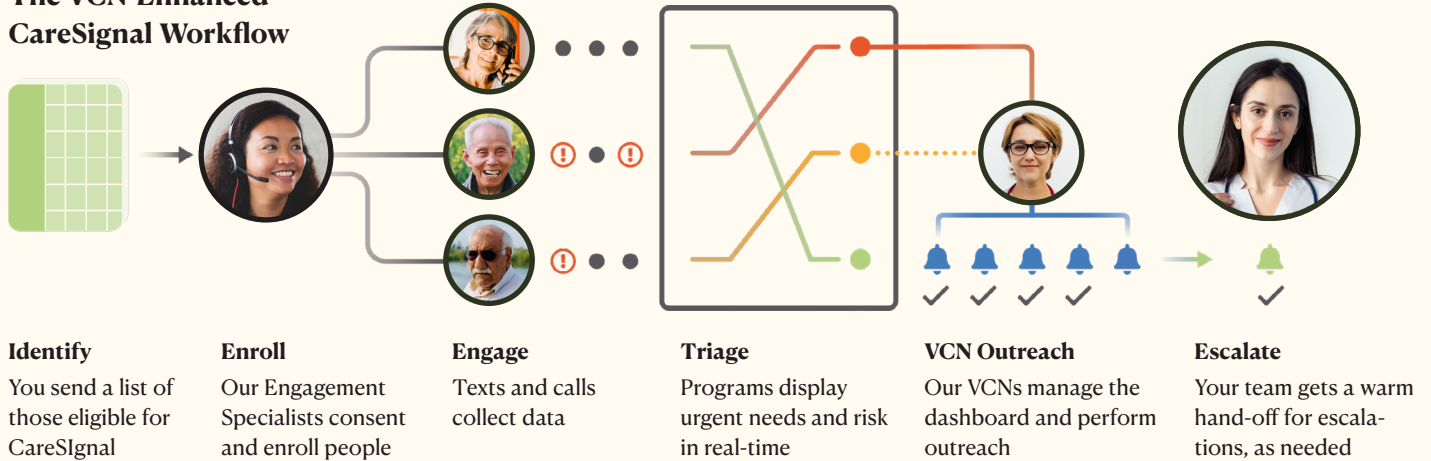 The VCN Enhanced
CareSignal Workflow
Identify
You send a list of
those eligible for
CareSIgnal
Enroll
Our Engagement
Specialists consent
and enroll people
Engage
Texts and calls
collect data
Triage
Programs display
urgent needs and risk
in real-time
VCN Outreach
Our VCNs manage the
dashboard and perform
outreach
Escalate
Your team gets a warm
hand-off for escala-
tions, as needed